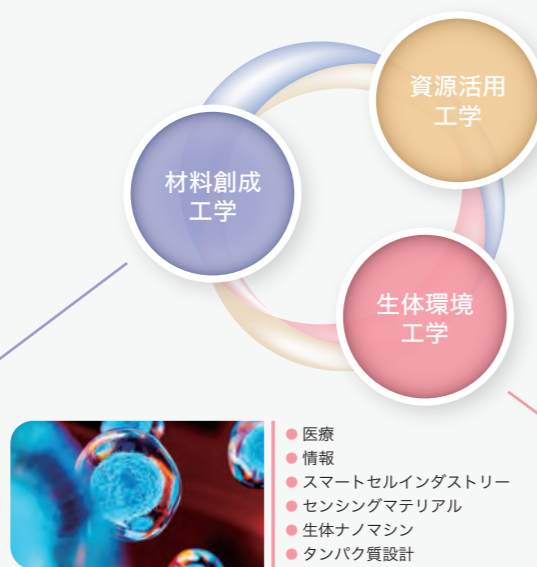 資源活用
工学
材料創成
工学
生体環境
工学
医療
情報
スマートセルインダストリー
センシングマテリアル
生体ナノマシン
タンパク質設計